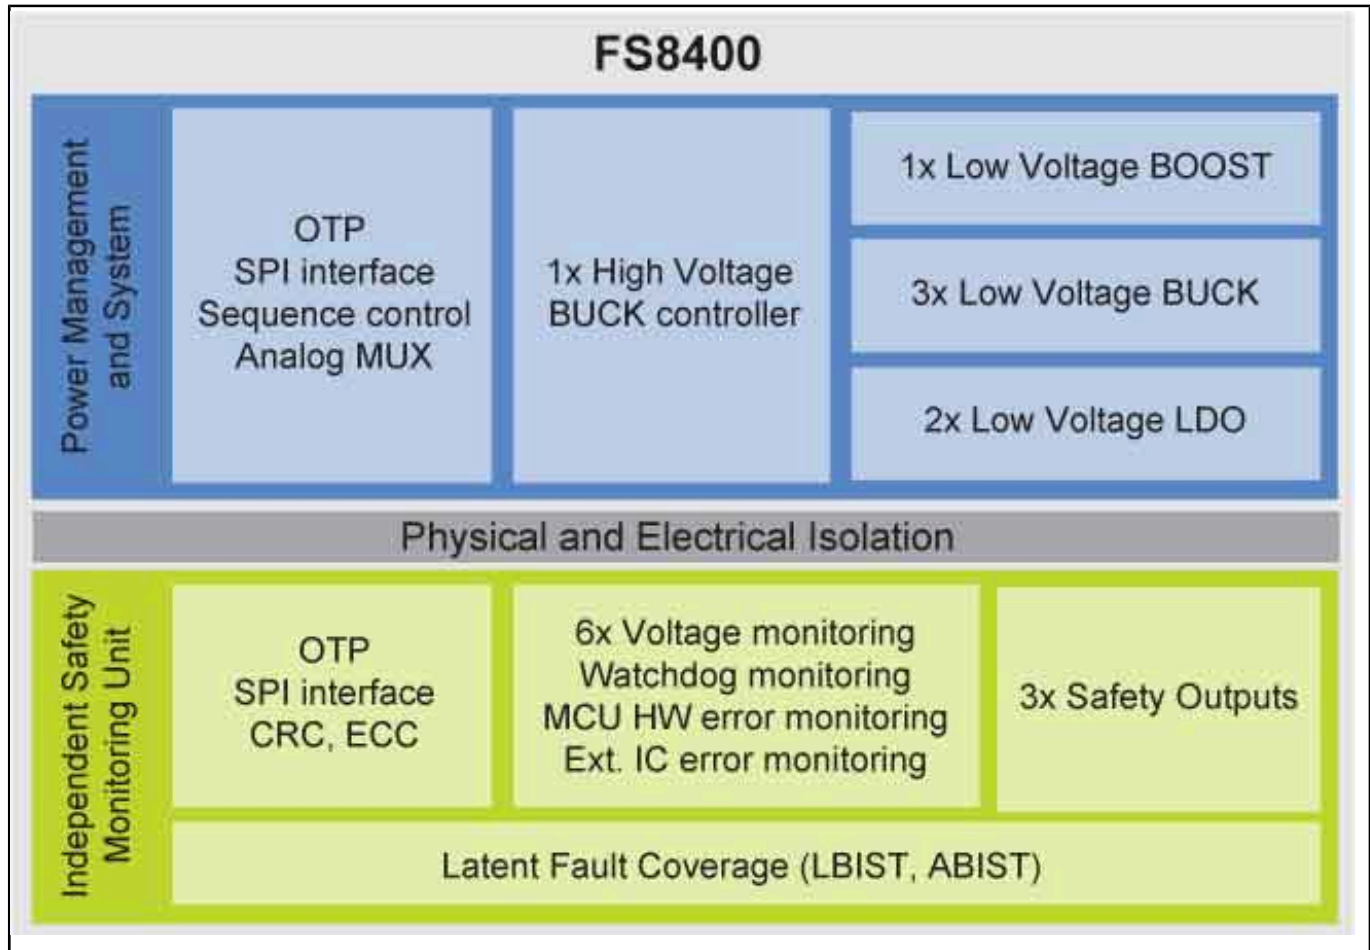 FS8400
Power Management
and System
OTP
SPI interface
Sequence control
Analog MUX
1x High Voltage
BUCK controller
1x Low Voltage BOOST
3x Low Voltage BUCK
2x Low Voltage LDO
Physical and Electrical Isolation
Independent Safety
Monitoring Unit
OTP
SPI interface
CRC, ECC
6x Voltage monitoring
Watchdog monitoring
MCU HW error monitoring
Ext. IC error monitoring
3x Safety Outputs
Latent Fault Coverage (LBIST, ABIST)